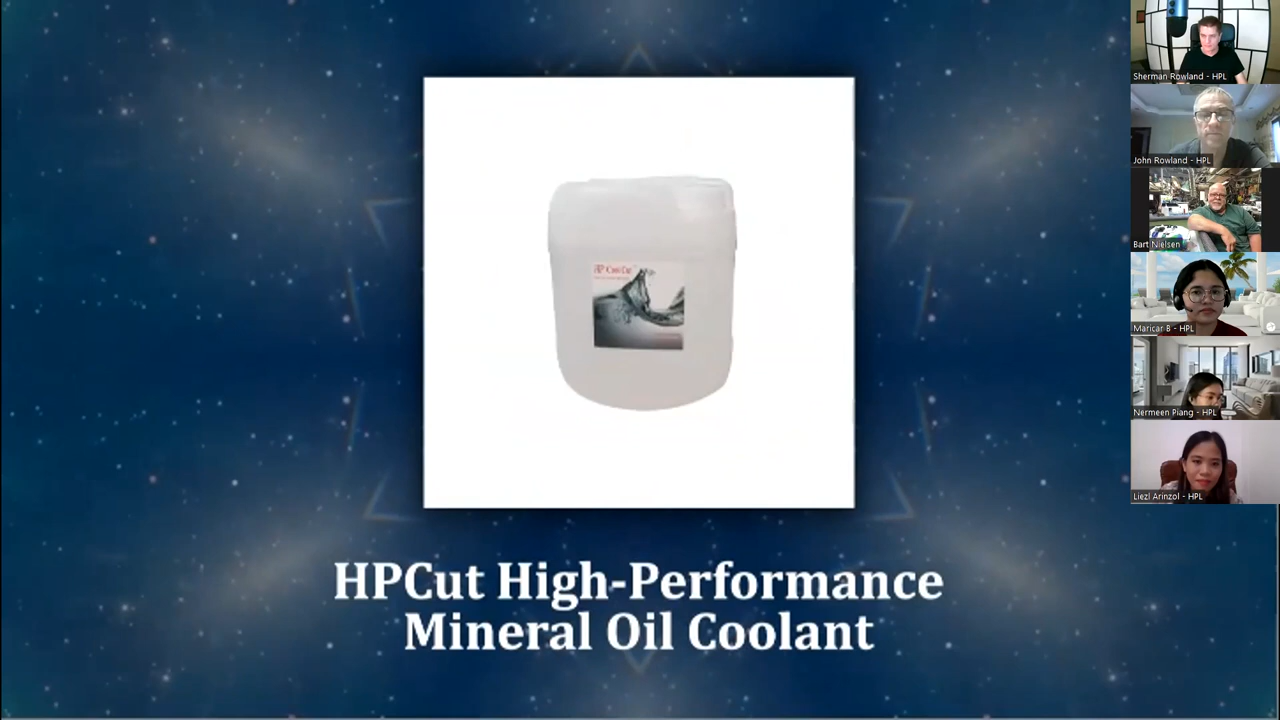 HPCut High-Performance
Mineral Oil Coolant
Sherman Rowland - HPL
John Rowland - HPL
Bart Nielsen
Maricar B - HPL
Nermeen Piang - HPL
Liezl Arinzol - HPL